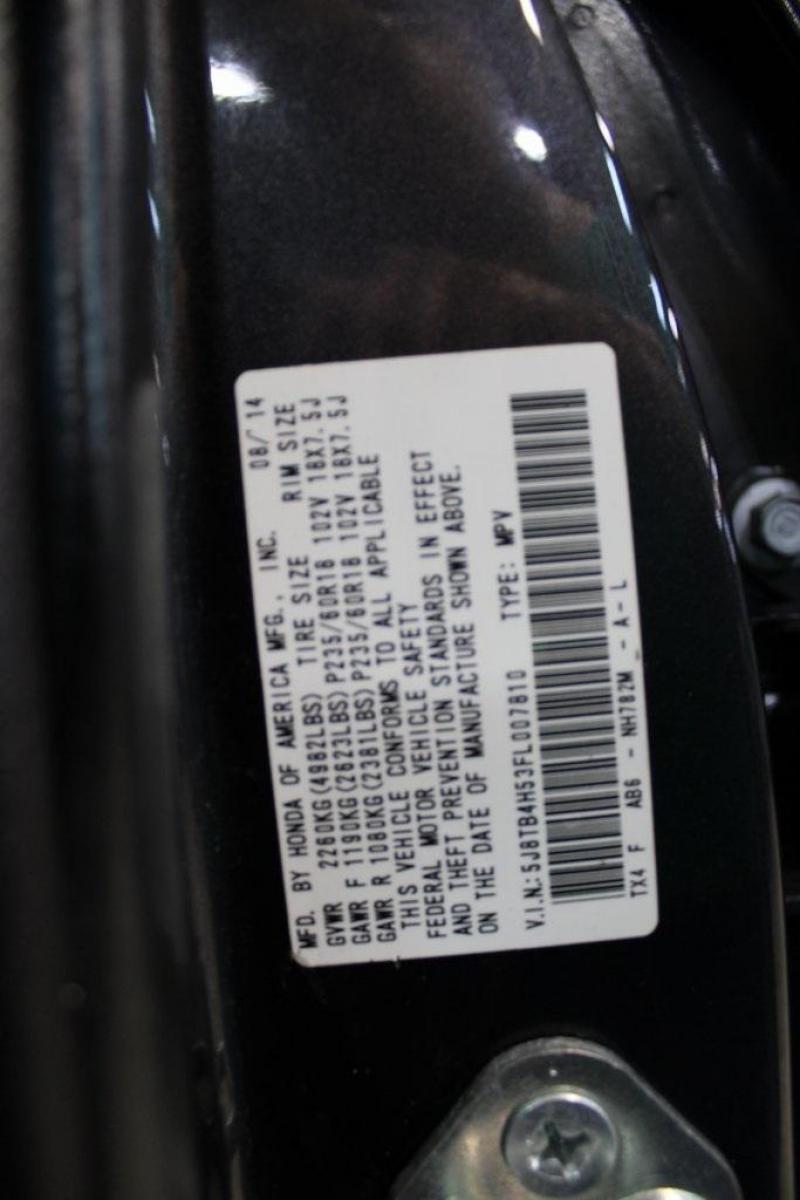 MFD. BY HONDA OF AMERICA MFG., INC. 08/14
GVWR 2260KG(4982LBS) TIRE SIZE RIM SIZE
GAWR F 1190KG(2623LBS) P235/60R18 102V 18X7.5J
GAWR R 1080KG(2381LBS) P235/60R18 102V 18X7.5J
THIS VEHICLE CONFORMS TO ALL APPLICABLE
FEDERAL MOTOR VEHICLE SAFETY
AND THEFT PREVENTION STANDARDS IN EFFECT
ON THE DATE OF MANUFACTURE SHOWN ABOVE.
V.I.N.: 5J8TB4H53FL007810 TYPE: MPV
TX4 F AB6 - NH782M _ - A - L